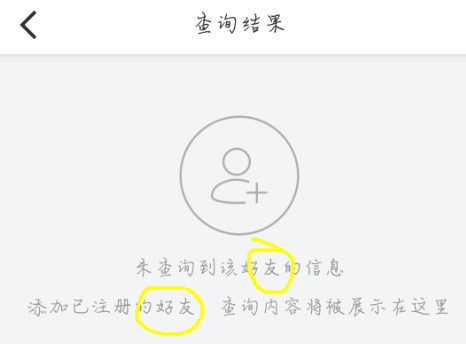 查询结果
未查询到该好友的信息
添加已注册的好友 查询内容将被展示在这里